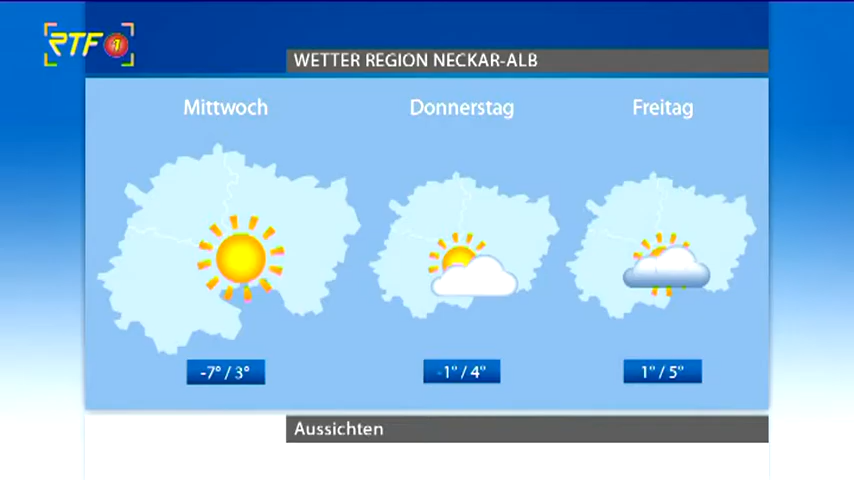 RTF 1
WETTER REGION NECKAR-ALB
Mittwoch Donnerstag Freitag
-7° / 3° -1° / 4° 1° / 5°
Aussichten